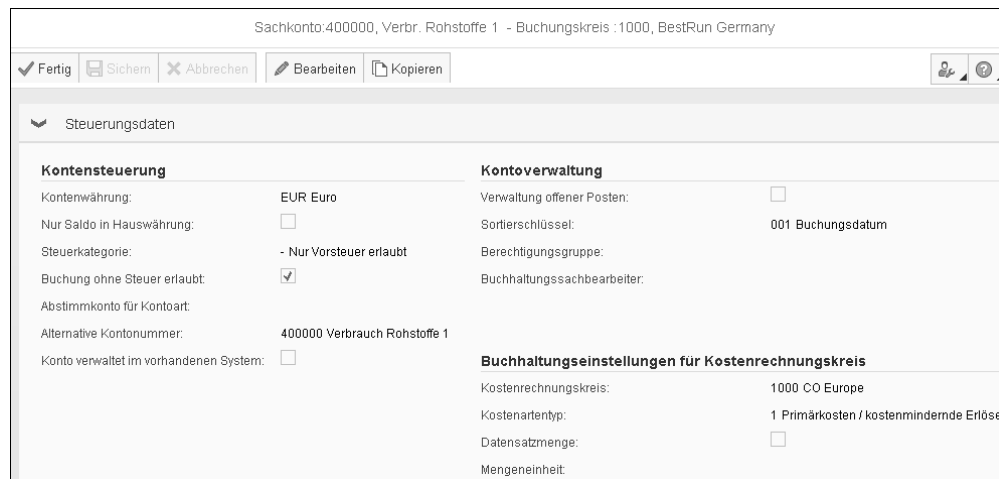 Sachkonto:400000, Verbr. Rohstoffe 1 - Buchungskreis :1000, BestRun Germany
Fertig Sichern Abbrechen Bearbeiten Kopieren
Steuerungsdaten
Kontensteuerung
Kontenwährung: EUR Euro
Nur Saldo in Hauswährung:
Steuerkategorie: - Nur Vorsteuer erlaubt
Buchung ohne Steuer erlaubt:
Abstimmkonto für Kontoart:
Alternative Kontonummer: 400000 Verbrauch Rohstoffe 1
Konto verwaltet im vorhandenen System:
Kontoverwaltung
Verwaltung offener Posten:
Sortierschlüssel: 001 Buchungsdatum
Berechtigungsgruppe:
Buchhaltungssachbearbeiter:
Buchhaltungseinstellungen für Kostenrechnungskreis
Kostenrechnungskreis: 1000 CO Europe
Kostenartentyp: 1 Primärkosten / kostenmindernde Erlöse
Datensatzmenge:
Mengeneinheit: